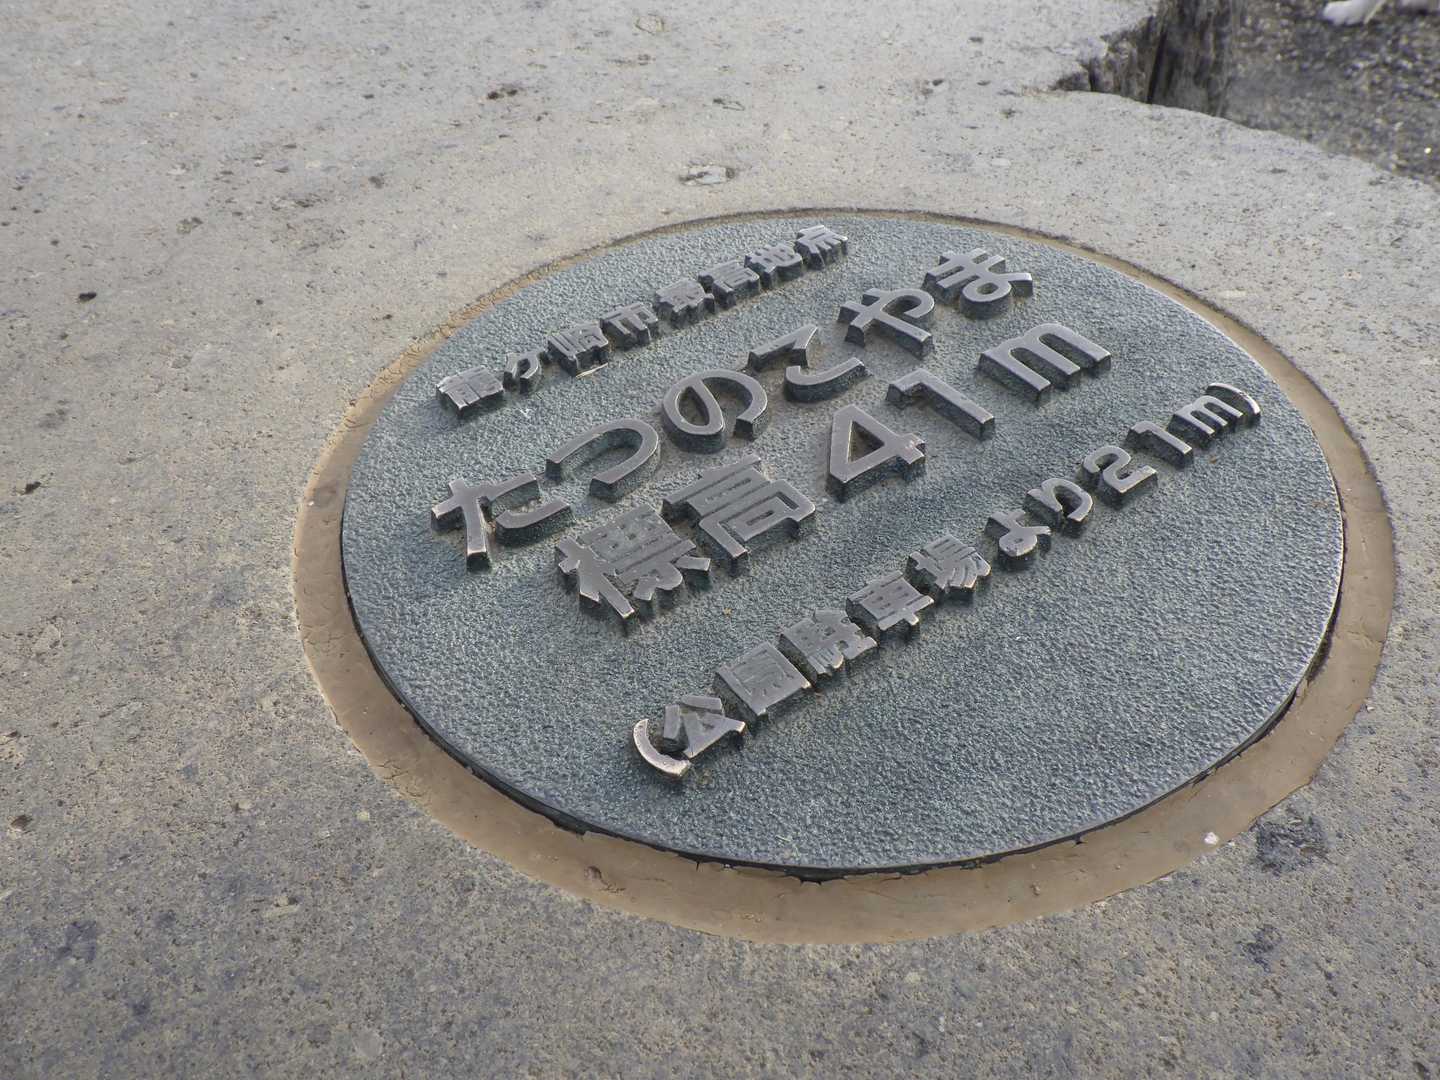 龍ケ崎市最高地点
たつのこやま
標高41m
(公園駐車場より21m)